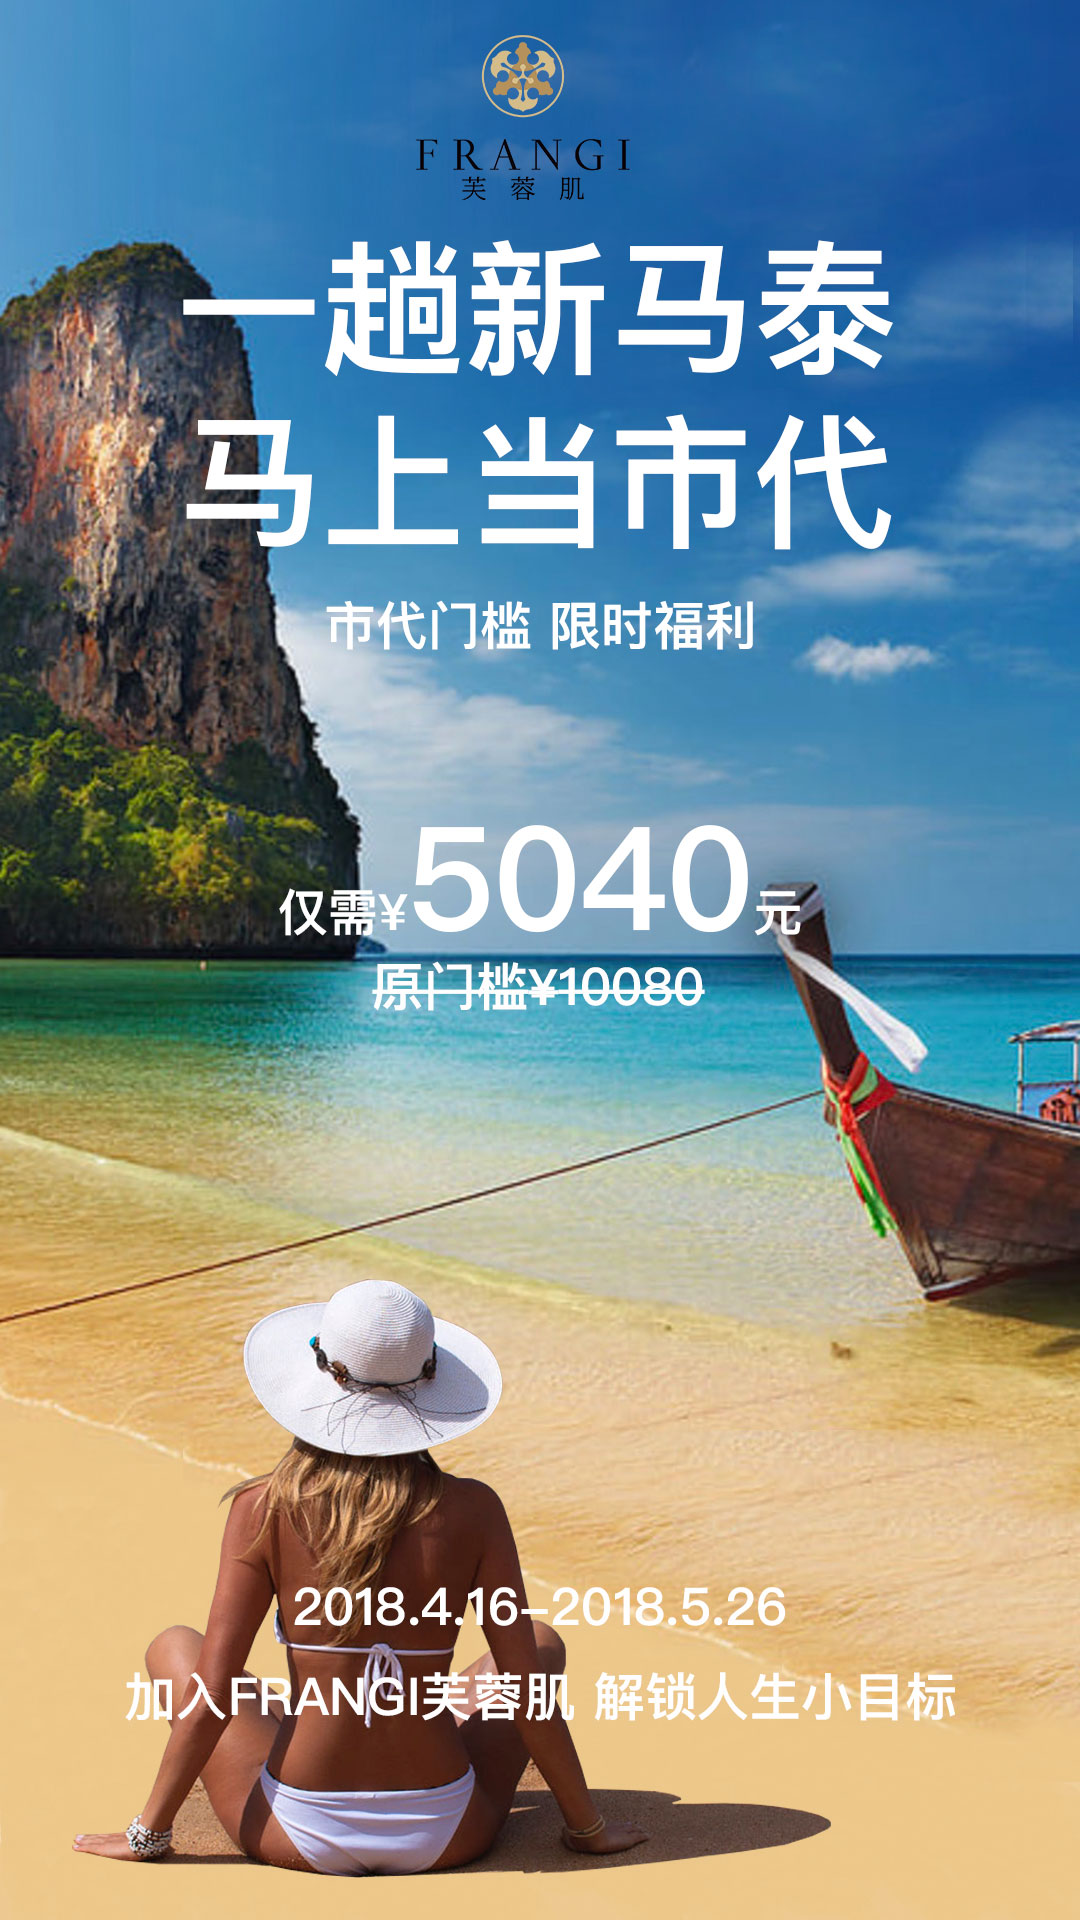 FRANGI
芙蓉肌
一趟新马泰
马上当市代
市代门槛 限时福利
仅需¥5040元
原门槛¥10080
2018.4.16-2018.5.26
加入FRANGI芙蓉肌 解锁人生小目标